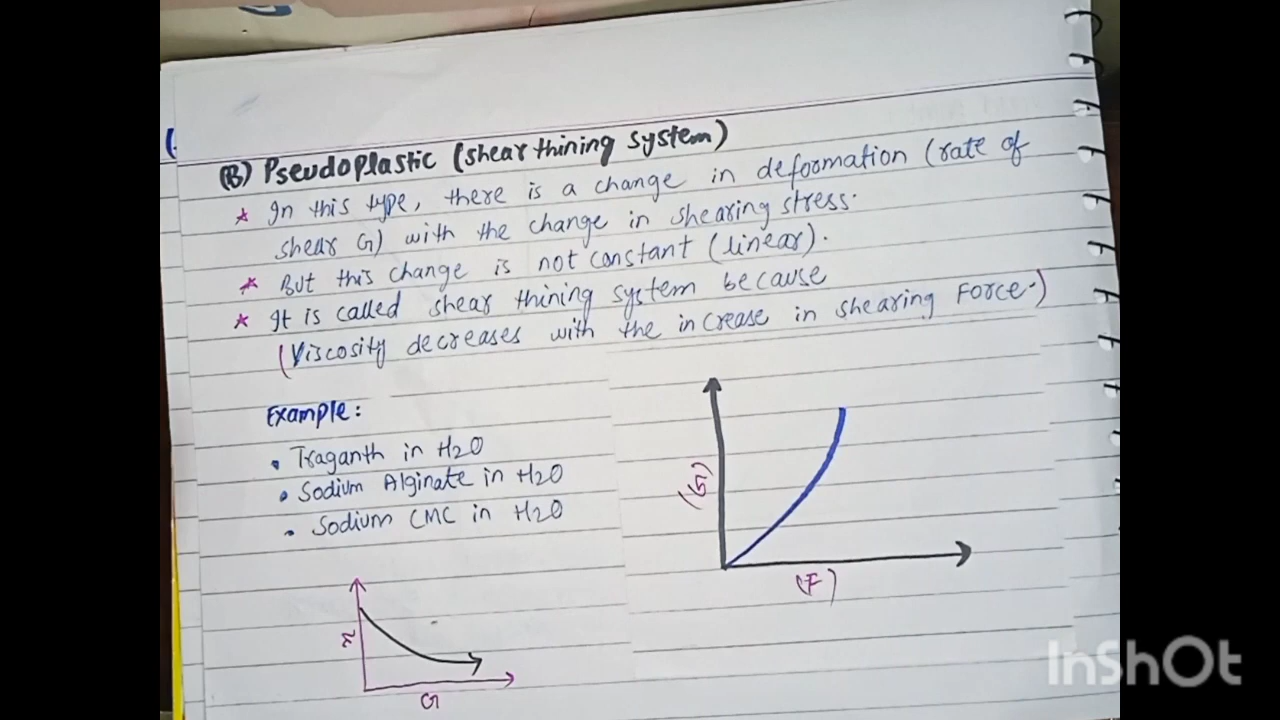 (B) Pseudoplastic (shear thining system)
* In this type, there is a change in deformation (rate of
shear G) with the change in shearing stress.
* But this change is not constant (linear).
* It is called shear thining system because
(Viscosity decreases with the increase in shearing Force.)
Example:
• Traganth in H2O
• Sodium Alginate in H2O
• Sodium CMC in H2O
(G)
(F)
η
G
InShOt